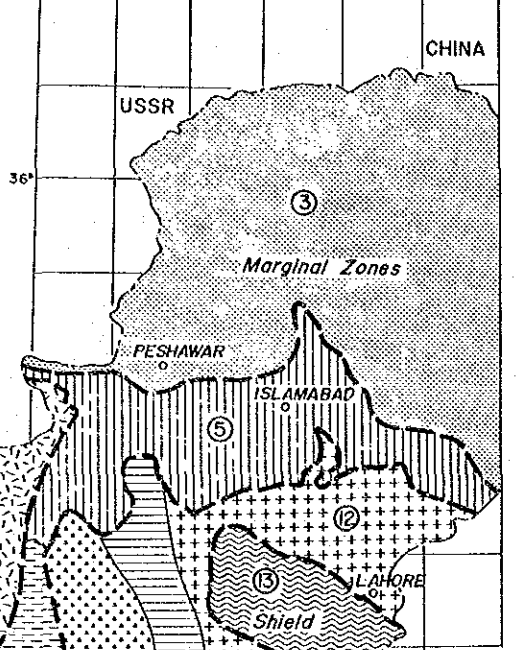 CHINA
USSR
36°
3
Marginal Zones
PESHAWAR
ISLAMABAD
5
12
13
LAHORE
Shield